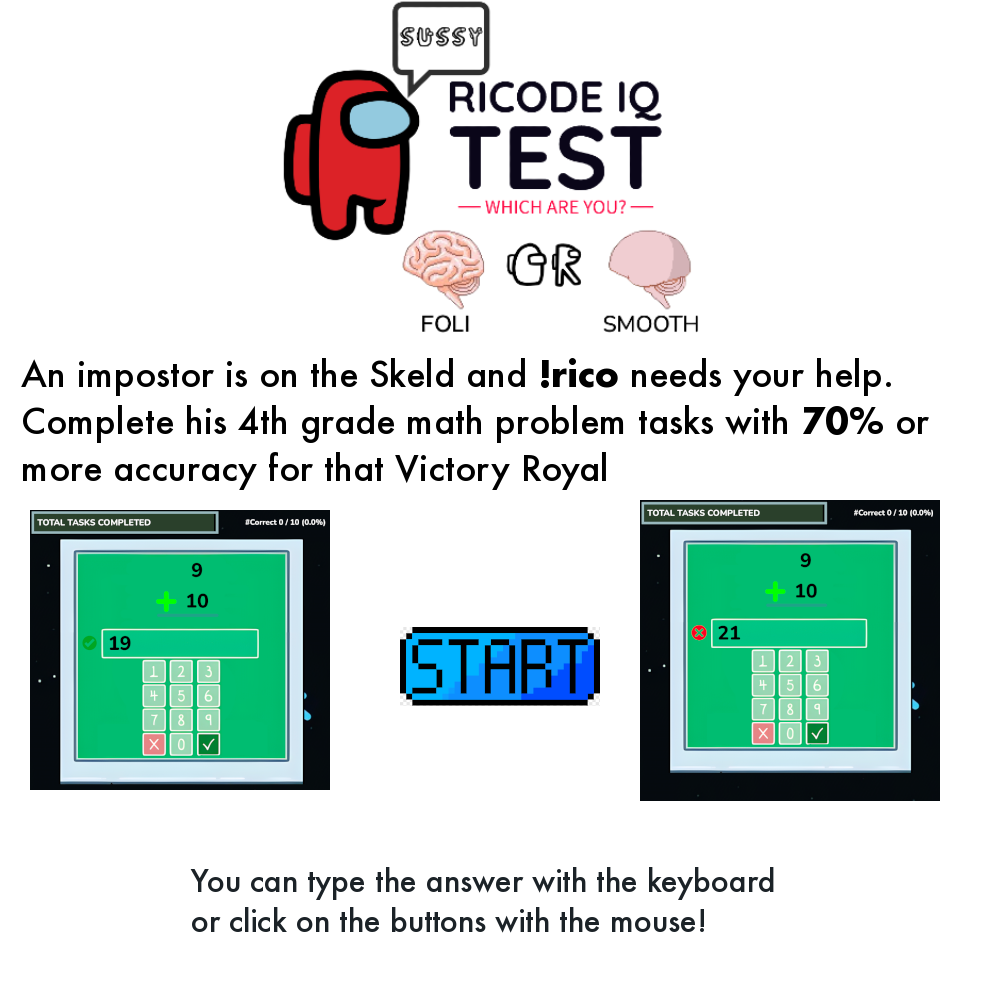 SUSSY
RICODE IQ
TEST
WHICH ARE YOU?
OR
FOLI
SMOOTH
An impostor is on the Skeld and !rico needs your help.
Complete his 4th grade math problem tasks with 70% or
more accuracy for that Victory Royal
TOTAL TASKS COMPLETED
#Correct 0 / 10 (0.0%)
9
+ 10
19
1 2 3
4 5 6
7 8 9
X 0 ✓
START
TOTAL TASKS COMPLETED
#Correct 0 / 10 (0.0%)
9
+ 10
21
1 2 3
4 5 6
7 8 9
X 0 ✓
You can type the answer with the keyboard
or click on the buttons with the mouse!